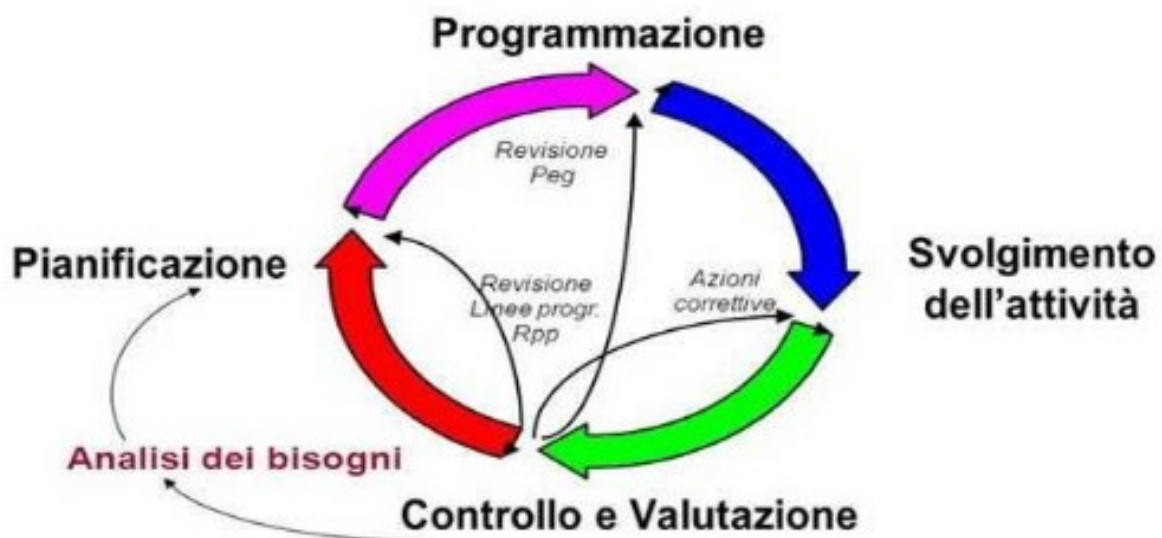 Programmazione
Revisione
Peg
Pianificazione
Svolgimento
dell'attività
Revisione
Linee progr.
Rpp
Azioni
correttive
Analisi dei bisogni
Controllo e Valutazione